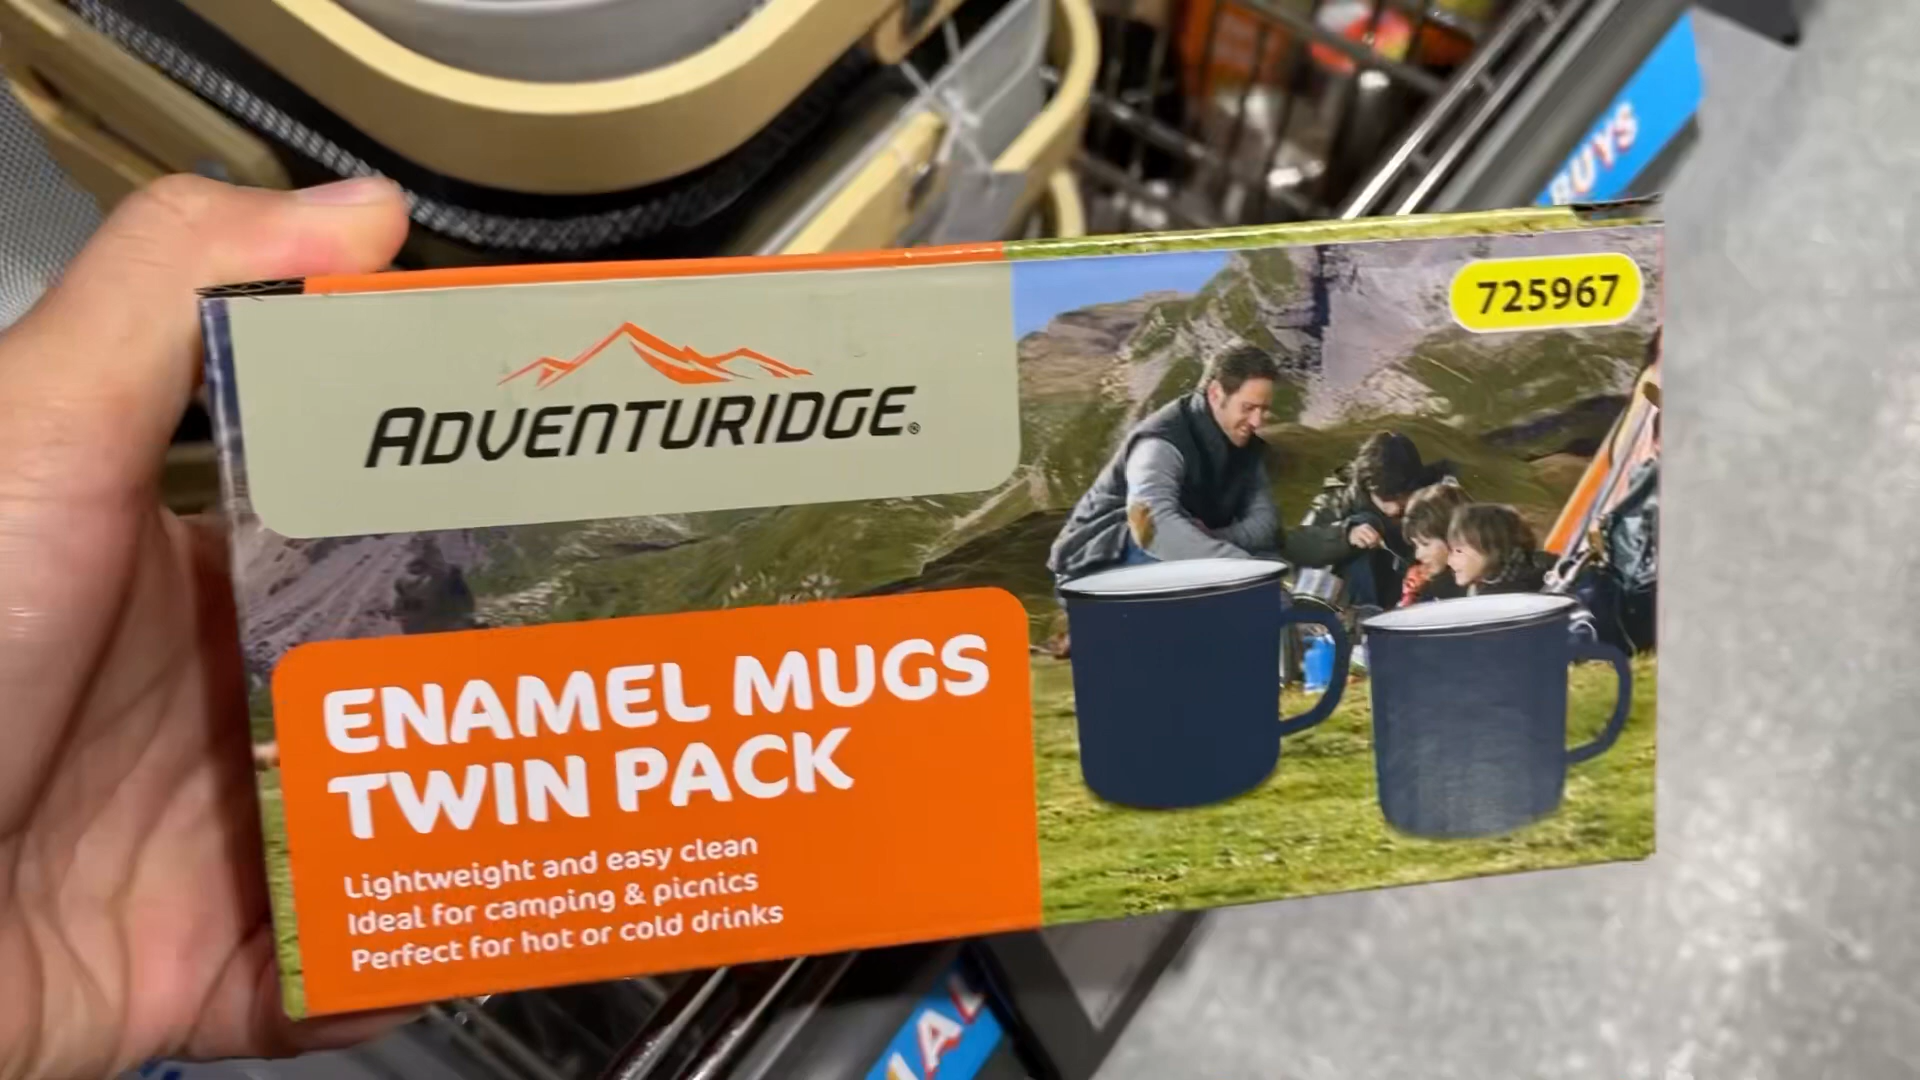 BUYS
725967
ADVENTURIDGE®
ENAMEL MUGS
TWIN PACK
Lightweight and easy clean
Ideal for camping & picnics
Perfect for hot or cold drinks
IAL